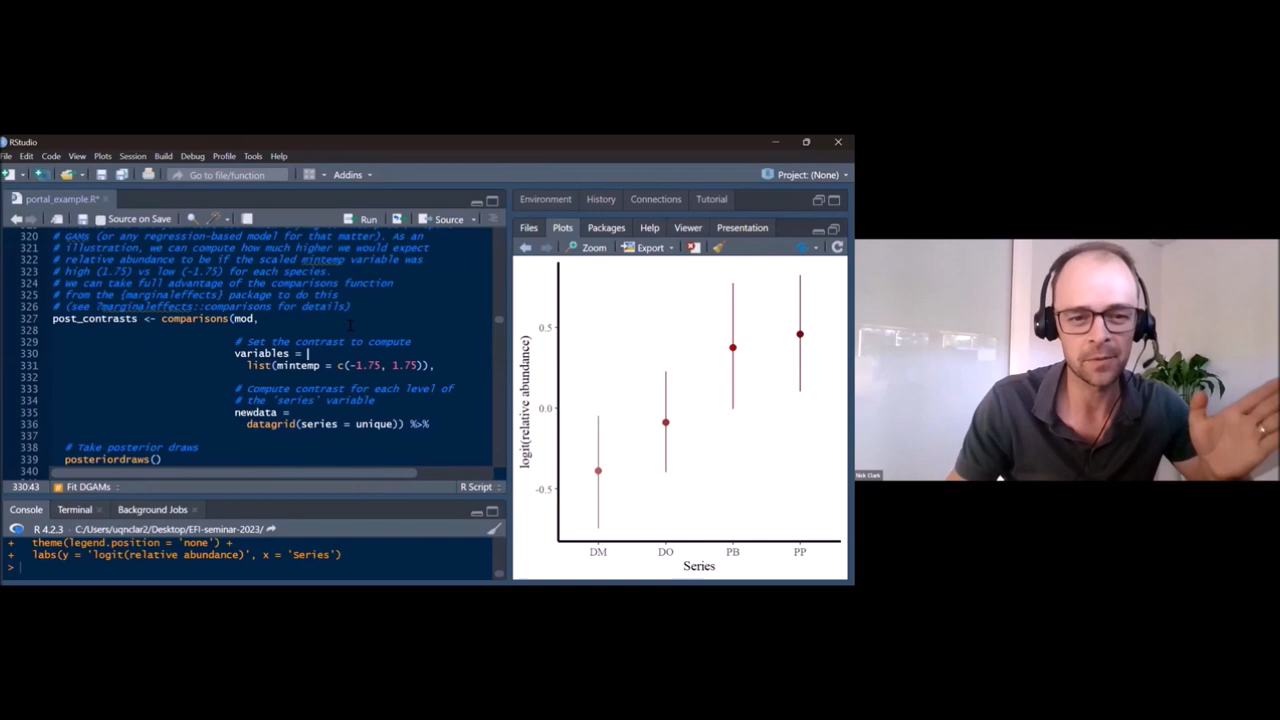 RStudio
File Edit Code View Plots Session Build Debug Profile Tools Help
Go to file/function Addins Project: (None)
portal_example.R*
Source on Save Run Source
320 # GAMs (or any regression-based model for that matter). As an
321 # illustration, we can compute how much higher we would expect
322 # relative abundance to be if the scaled mintemp variable was
323 # high (1.75) vs low (-1.75) for each species.
324 # We can take full advantage of the comparisons function
325 # from the {marginaleffects} package to do this
326 # (see ?marginaleffects::comparisons for details)
327 post_contrasts <- comparisons(mod,
328
329 # Set the contrast to compute
330 variables =
331 list(mintemp = c(-1.75, 1.75)),
332
333 # Compute contrast for each level of
334 # the 'series' variable
335 newdata =
336 datagrid(series = unique)) %>%
337
338 # Take posterior draws
339 posteriordraws()
340
330:43 # Fit DGAMs R Script
Console Terminal Background Jobs
R 4.2.3 C:/Users/uqnclar2/Desktop/EFI-seminar-2023/
+ theme(legend.position = 'none') +
+ labs(y = 'logit(relative abundance)', x = 'Series')
>
Environment History Connections Tutorial
Files Plots Packages Help Viewer Presentation
Zoom Export
logit(relative abundance)
0.5
0.0
-0.5
DM DO PB PP
Series
Nick Clark